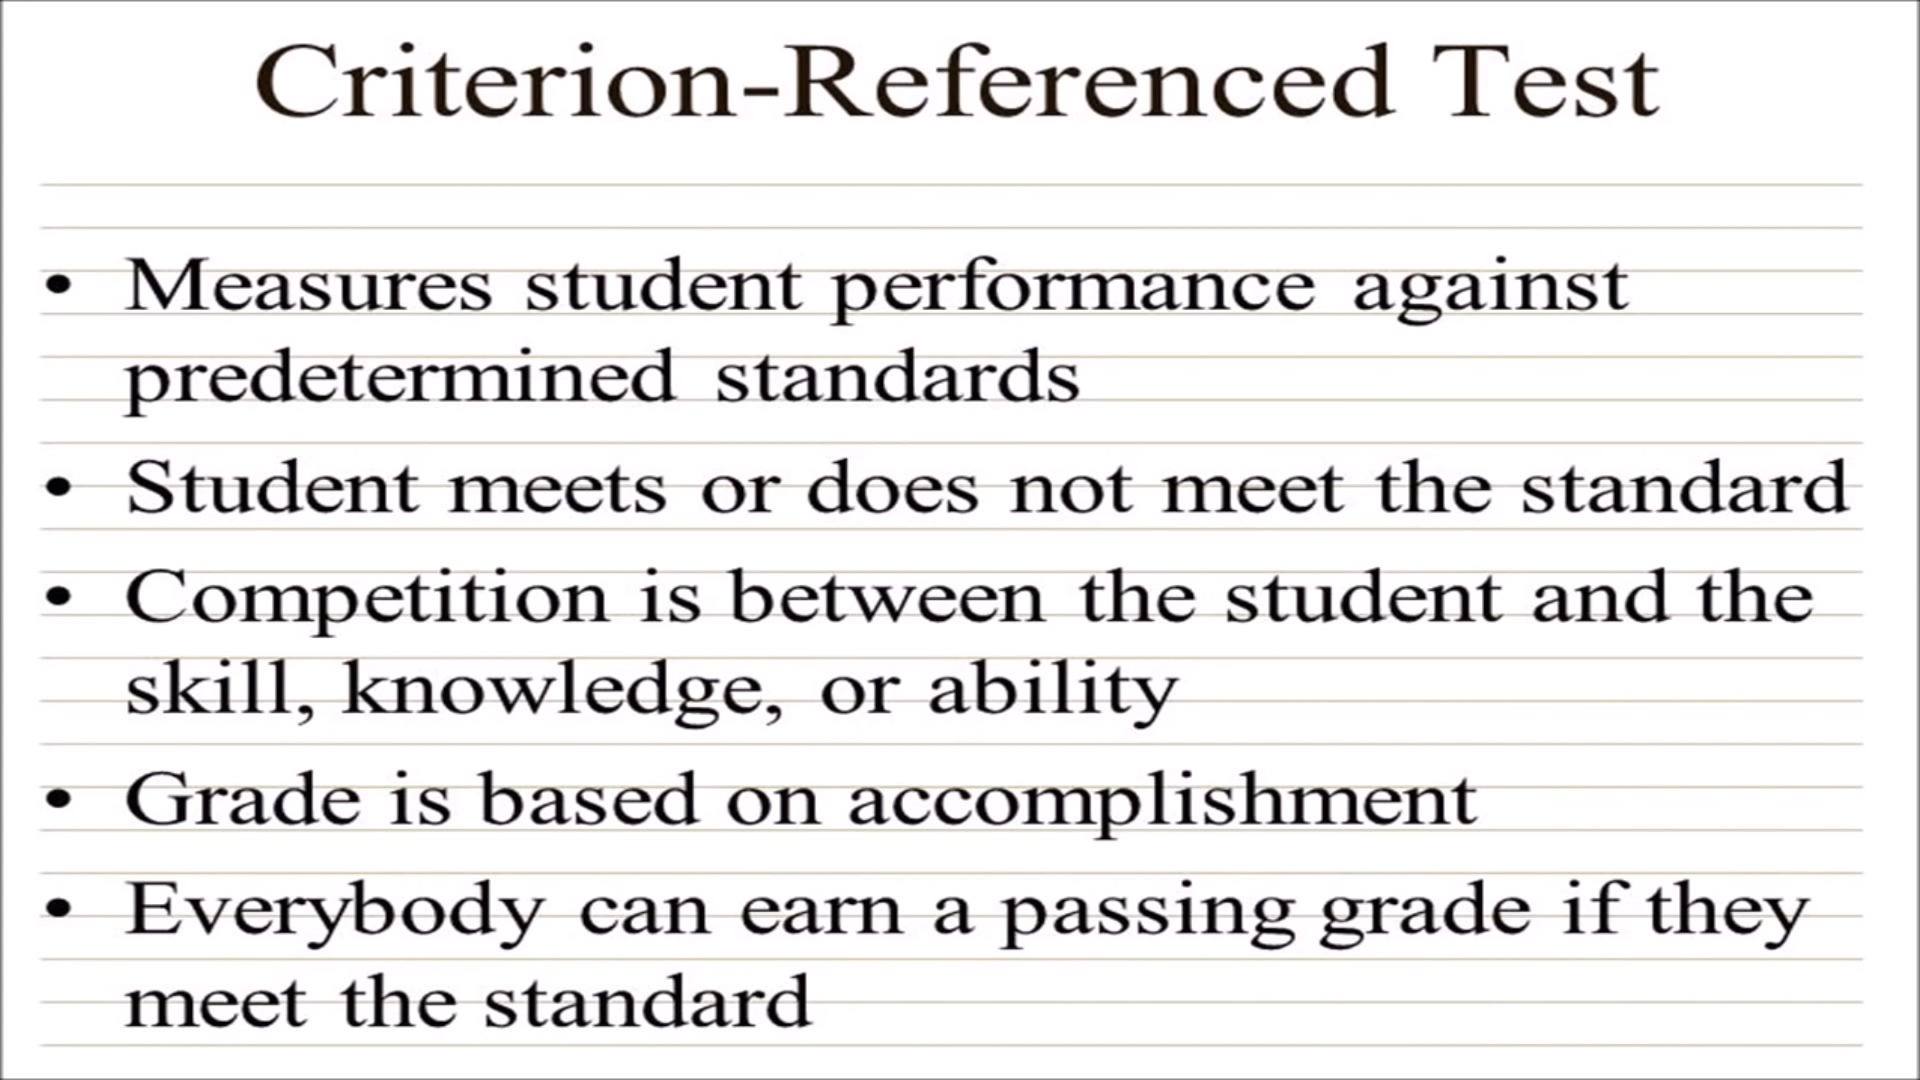 Criterion-Referenced Test
• Measures student performance against
predetermined standards
• Student meets or does not meet the standard
• Competition is between the student and the
skill, knowledge, or ability
• Grade is based on accomplishment
• Everybody can earn a passing grade if they
meet the standard